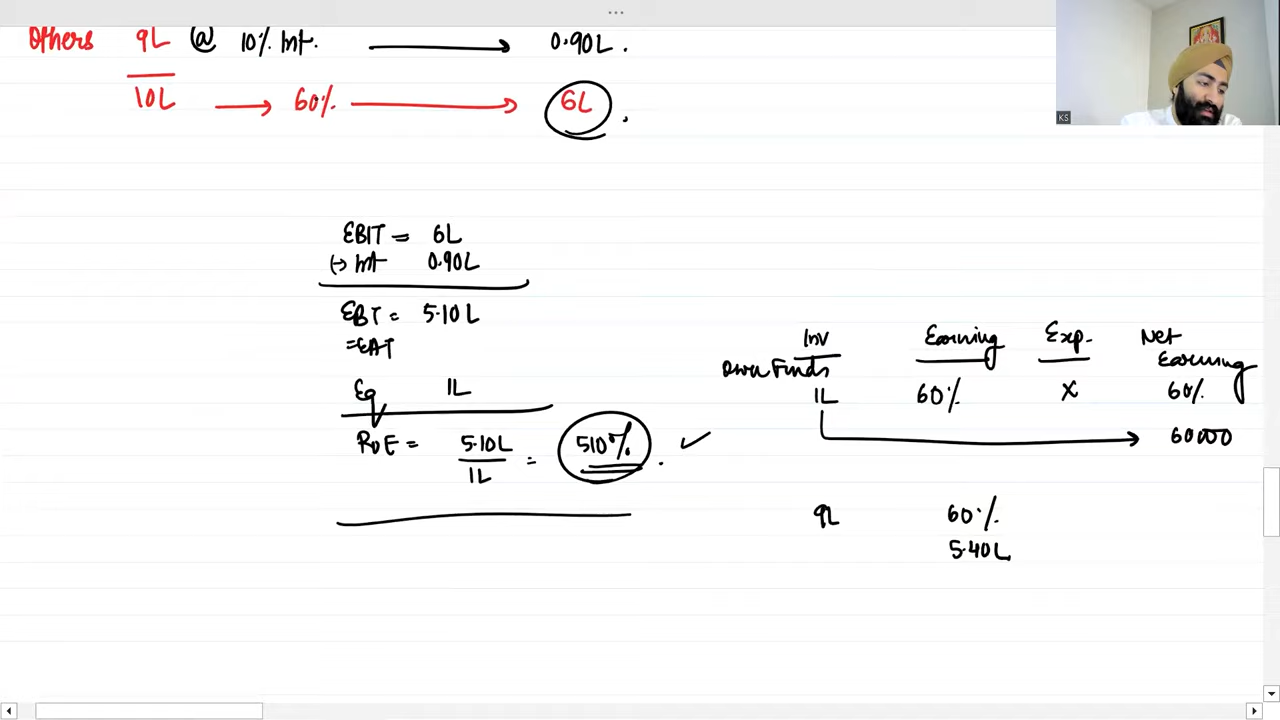 Others 9L @ 10% Int. → 0.90L.
10L → 60% → 6L.
EBIT = 6L
(-) Int 0.90L
EBT = 5.10L
=EAT
Eq 1L
ROE = 5.10L / 1L = 510%. ✓
Inv Earning Exp. Net Earning
Own Funds
1L 60% X 60%
60000
9L 60%
5.40L
KS